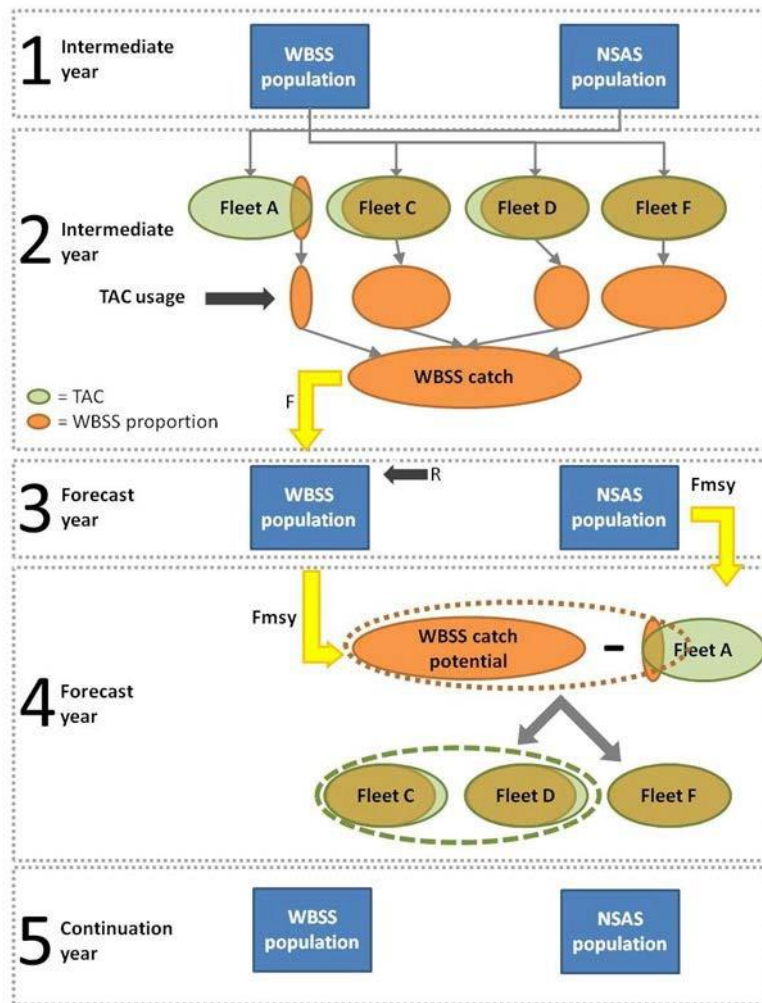 1 Intermediate
year
WBSS
population
NSAS
population
2 Intermediate
year
Fleet A
Fleet C
Fleet D
Fleet F
TAC usage
WBSS catch
= TAC
= WBSS proportion
F
3 Forecast
year
WBSS
population
R
NSAS
population
Fmsy
4 Forecast
year
Fmsy
WBSS catch
potential
-
Fleet A
Fleet C
Fleet D
Fleet F
5 Continuation
year
WBSS
population
NSAS
population